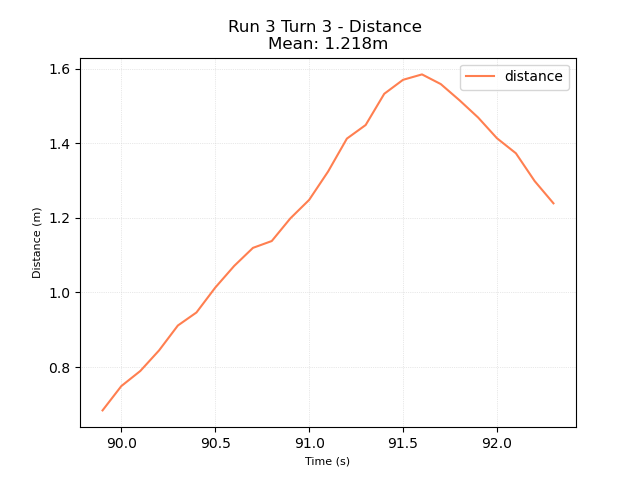 Run 3 Turn 3 - Distance
Mean: 1.218m
distance
1.6
1.4
1.2
1.0
0.8
Distance (m)
90.0 90.5 91.0 91.5 92.0
Time (s)